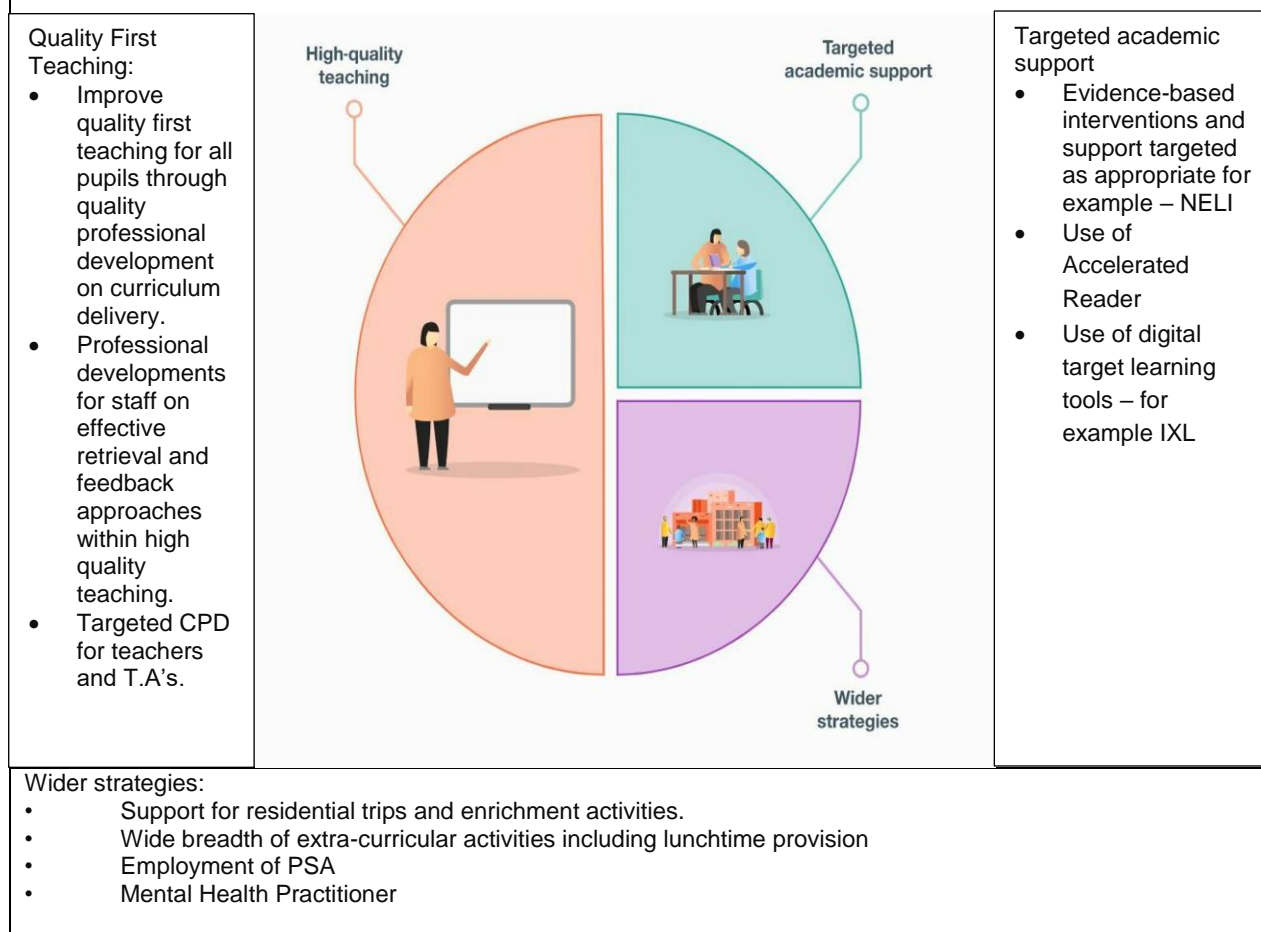 Quality First
Teaching:
• Improve
quality first
teaching for all
pupils through
quality
professional
development
on curriculum
delivery.
• Professional
developments
for staff on
effective
retrieval and
feedback
approaches
within high
quality
teaching.
• Targeted CPD
for teachers
and T.A’s.
High-quality
teaching
Targeted
academic support
Wider
strategies
Targeted academic
support
• Evidence-based
interventions and
support targeted
as appropriate for
example – NELI
• Use of
Accelerated
Reader
• Use of digital
target learning
tools – for
example IXL
Wider strategies:
• Support for residential trips and enrichment activities.
• Wide breadth of extra-curricular activities including lunchtime provision
• Employment of PSA
• Mental Health Practitioner